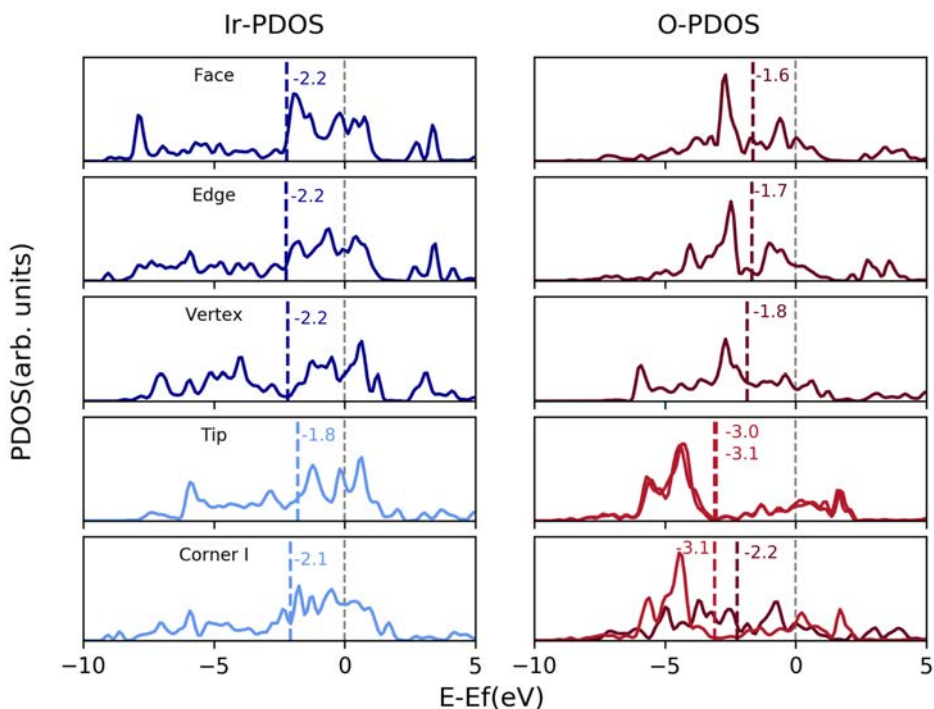 Ir-PDOS
O-PDOS
Face
-2.2
-1.6
Edge
-2.2
-1.7
Vertex
-2.2
-1.8
Tip
-1.8
-3.0
-3.1
Corner I
-2.1
-3.1
-2.2
PDOS(arb. units)
−10 −5 0 5
−10 −5 0 5
E-Ef(eV)